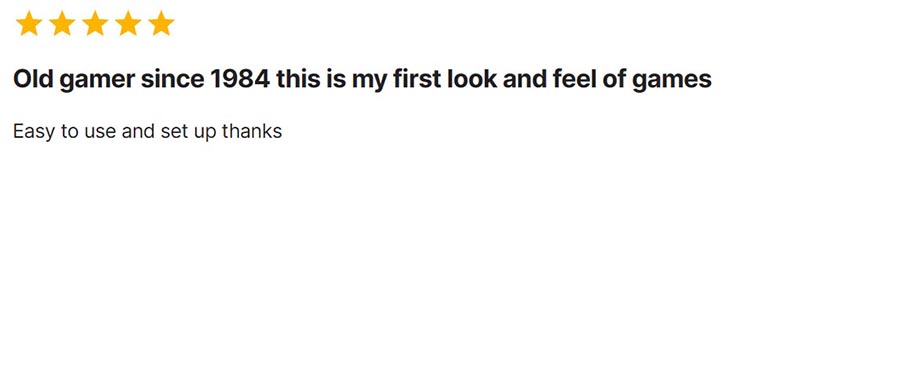 Old gamer since 1984 this is my first look and feel of games
Easy to use and set up thanks